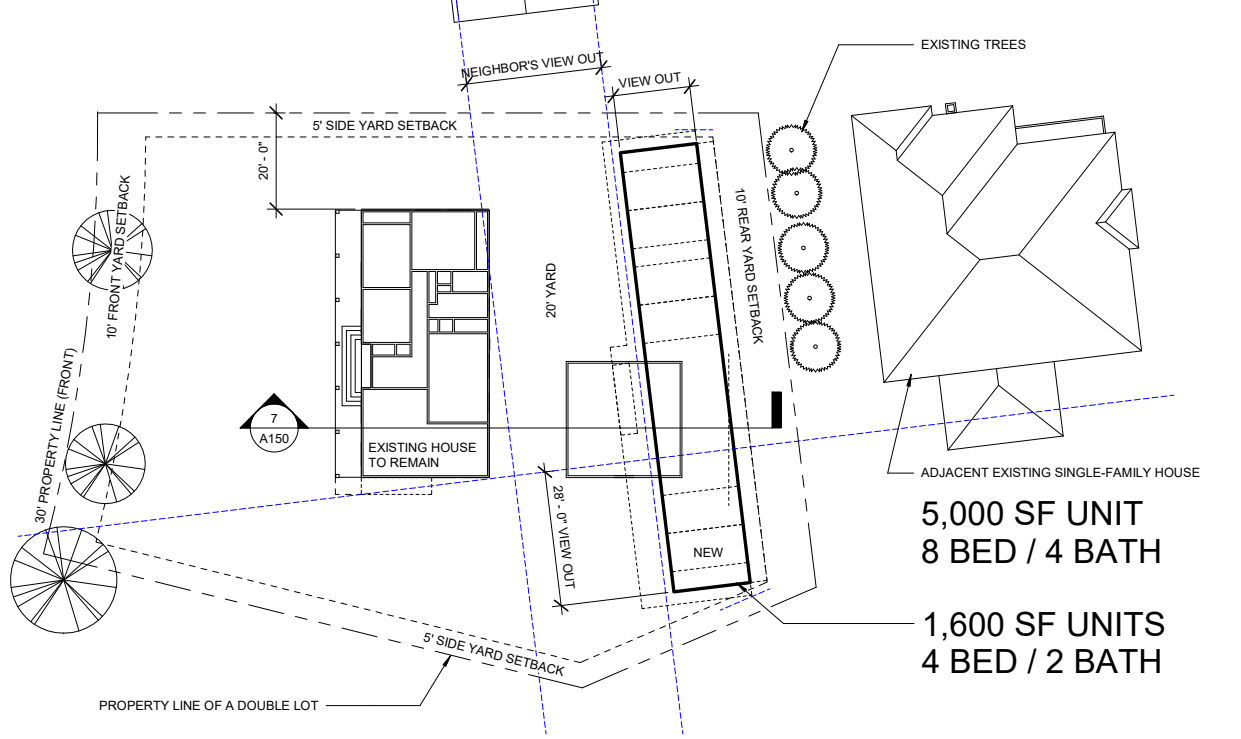 EXISTING TREES
NEIGHBOR'S VIEW OUT
VIEW OUT
5' SIDE YARD SETBACK
20' - 0"
10' FRONT YARD SETBACK
10' REAR YARD SETBACK
20' YARD
30' PROPERTY LINE (FRONT)
7
A150
EXISTING HOUSE
TO REMAIN
ADJACENT EXISTING SINGLE-FAMILY HOUSE
5,000 SF UNIT
8 BED / 4 BATH
28' - 0" VIEW OUT
NEW
1,600 SF UNITS
4 BED / 2 BATH
5' SIDE YARD SETBACK
PROPERTY LINE OF A DOUBLE LOT